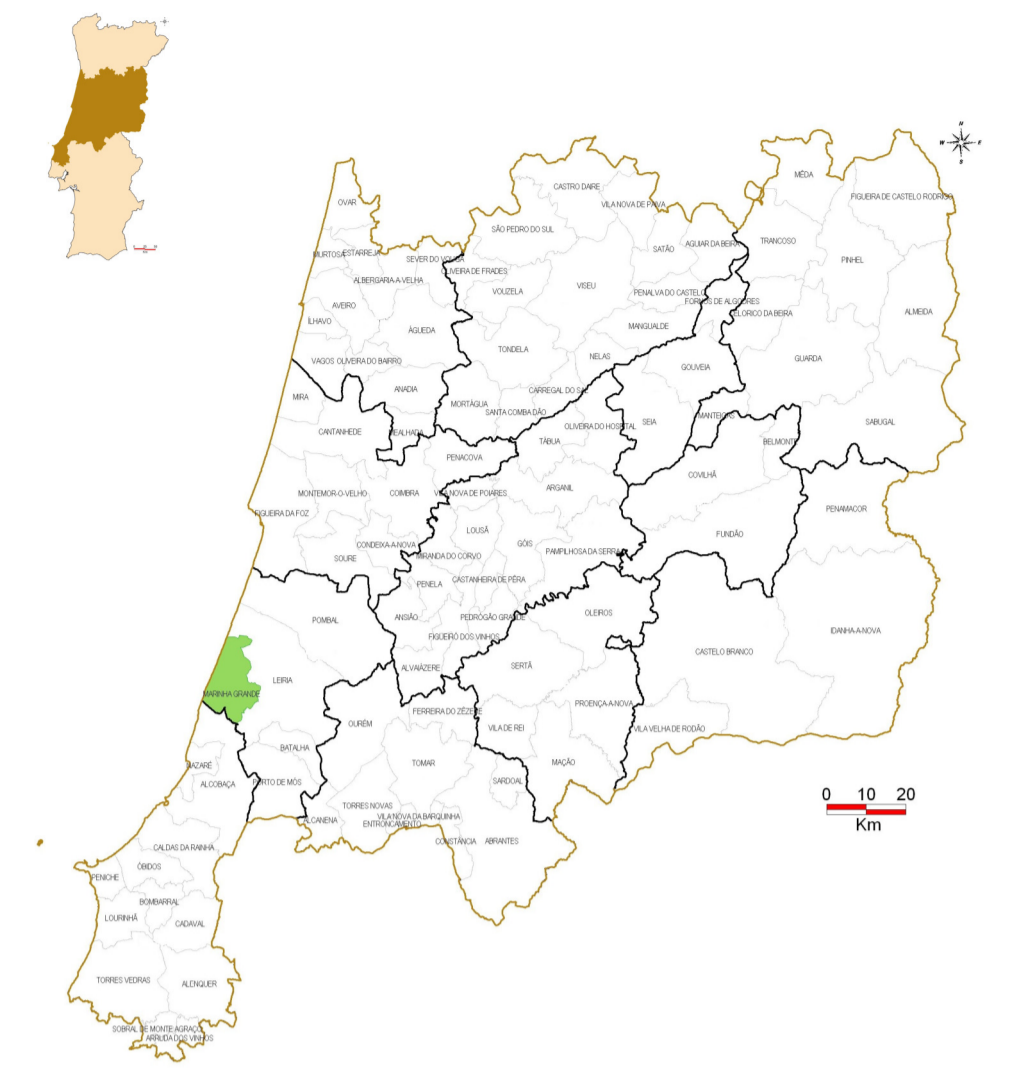 N
W E
S
MÊDA
CASTRO DAIRE
FIGUEIRA DE CASTELO RODRIGO
OVAR
VILA NOVA DE PAIVA
SÃO PEDRO DO SUL
TRANCOSO
AGUIAR DA BEIRA
SATÃO
MURTOSA
ESTARREJA
SEVER DO VOUGA
PINHEL
OLIVEIRA DE FRADES
ALBERGARIA-A-VELHA
VISEU
VOUZELA
PENALVA DO CASTELO
FORNOS DE ALGODRES
AVEIRO
CELORICO DA BEIRA
ALMEIDA
ÍLHAVO
ÁGUEDA
MANGUALDE
TONDELA
NELAS
GUARDA
VAGOS
OLIVEIRA DO BAIRRO
GOUVEIA
ANADIA
CARREGAL DO SAL
MIRA
MORTÁGUA
SANTA COMBA DÃO
MANTEIGAS
SEIA
SABUGAL
OLIVEIRA DO HOSPITAL
CANTANHEDE
MEALHADA
TÁBUA
BELMONTE
PENACOVA
COVILHÃ
ARGANIL
MONTEMOR-O-VELHO
COIMBRA
VILA NOVA DE POIARES
PENAMACOR
FIGUEIRA DA FOZ
LOUSÃ
FUNDÃO
GÓIS
CONDEIXA-A-NOVA
PAMPILHOSA DA SERRA
SOURE
MIRANDA DO CORVO
PENELA
CASTANHEIRA DE PÊRA
OLEIROS
ANSIÃO
PEDRÓGÃO GRANDE
POMBAL
IDANHA-A-NOVA
FIGUEIRÓ DOS VINHOS
CASTELO BRANCO
ALVAIÁZERE
SERTÃ
LEIRIA
MARINHA GRANDE
PROENÇA-A-NOVA
FERREIRA DO ZÊZERE
OURÉM
VILA DE REI
VILA VELHA DE RODÃO
BATALHA
TOMAR
MAÇÃO
NAZARÉ
ALCOBAÇA
PORTO DE MÓS
SARDOAL
0 10 20
Km
TORRES NOVAS
VILA NOVA DA BARQUINHA
ALCANENA
ENTRONCAMENTO
CONSTÂNCIA
ABRANTES
CALDAS DA RAINHA
ÓBIDOS
PENICHE
BOMBARRAL
LOURINHÃ
CADAVAL
TORRES VEDRAS
ALENQUER
SOBRAL DE MONTE AGRAÇO
ARRUDA DOS VINHOS